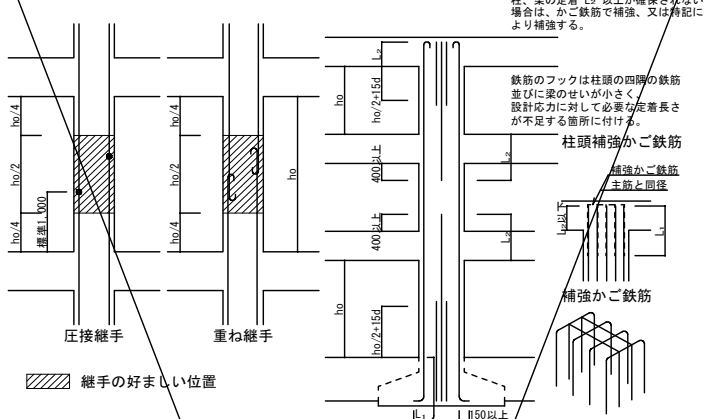 柱、梁の定着 L₂ 以上が確保されない
場合は、かご鉄筋で補強、又は特記に
より補強する。
鉄筋のフックは柱頭の四隅の鉄筋
並びに梁のせいが小さく、
設計応力に対して必要な定着長さ
が不足する箇所に付ける。
柱頭補強かご鉄筋
補強かご鉄筋
主筋と同径
L₂以下
L₁
補強かご鉄筋
ho/4
ho/2
ho/4
標準1,000
圧接継手
ho/4
ho/2
ho/4
ho
重ね継手
継手の好ましい位置
L₂
ho
ho/2+15d
400以上
L₂
400以上
L₂
ho
ho/2+15d
L₁
150以上